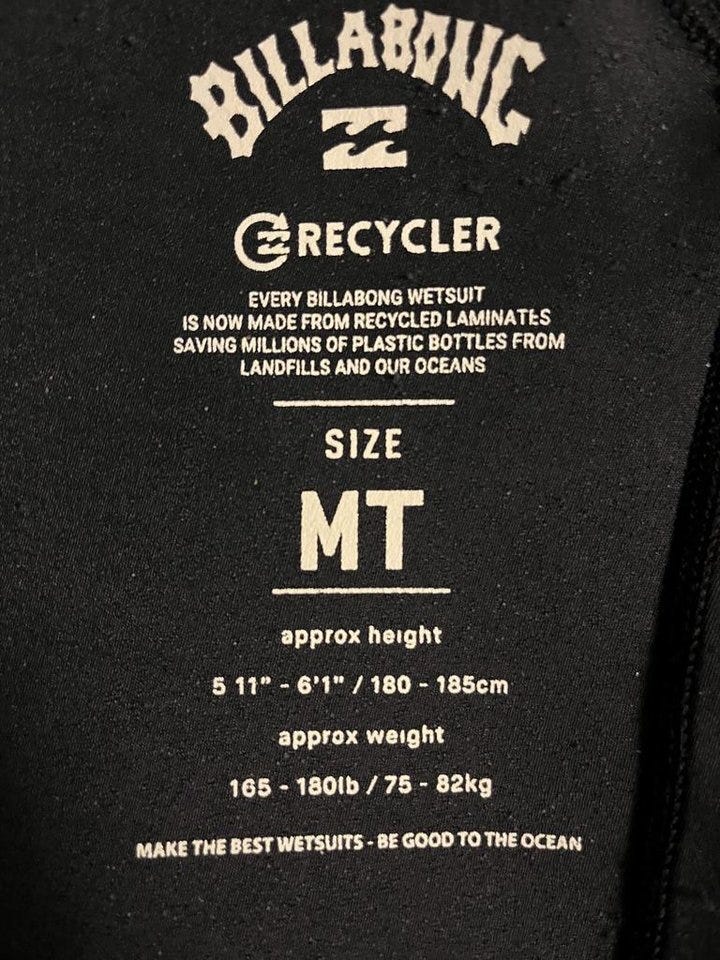 BILLABONG
RECYCLER
EVERY BILLABONG WETSUIT
IS NOW MADE FROM RECYCLED LAMINATES
SAVING MILLIONS OF PLASTIC BOTTLES FROM
LANDFILLS AND OUR OCEANS
SIZE
MT
approx height
5 11" - 6'1" / 180 - 185cm
approx weight
165 - 180lb / 75 - 82kg
MAKE THE BEST WETSUITS - BE GOOD TO THE OCEAN